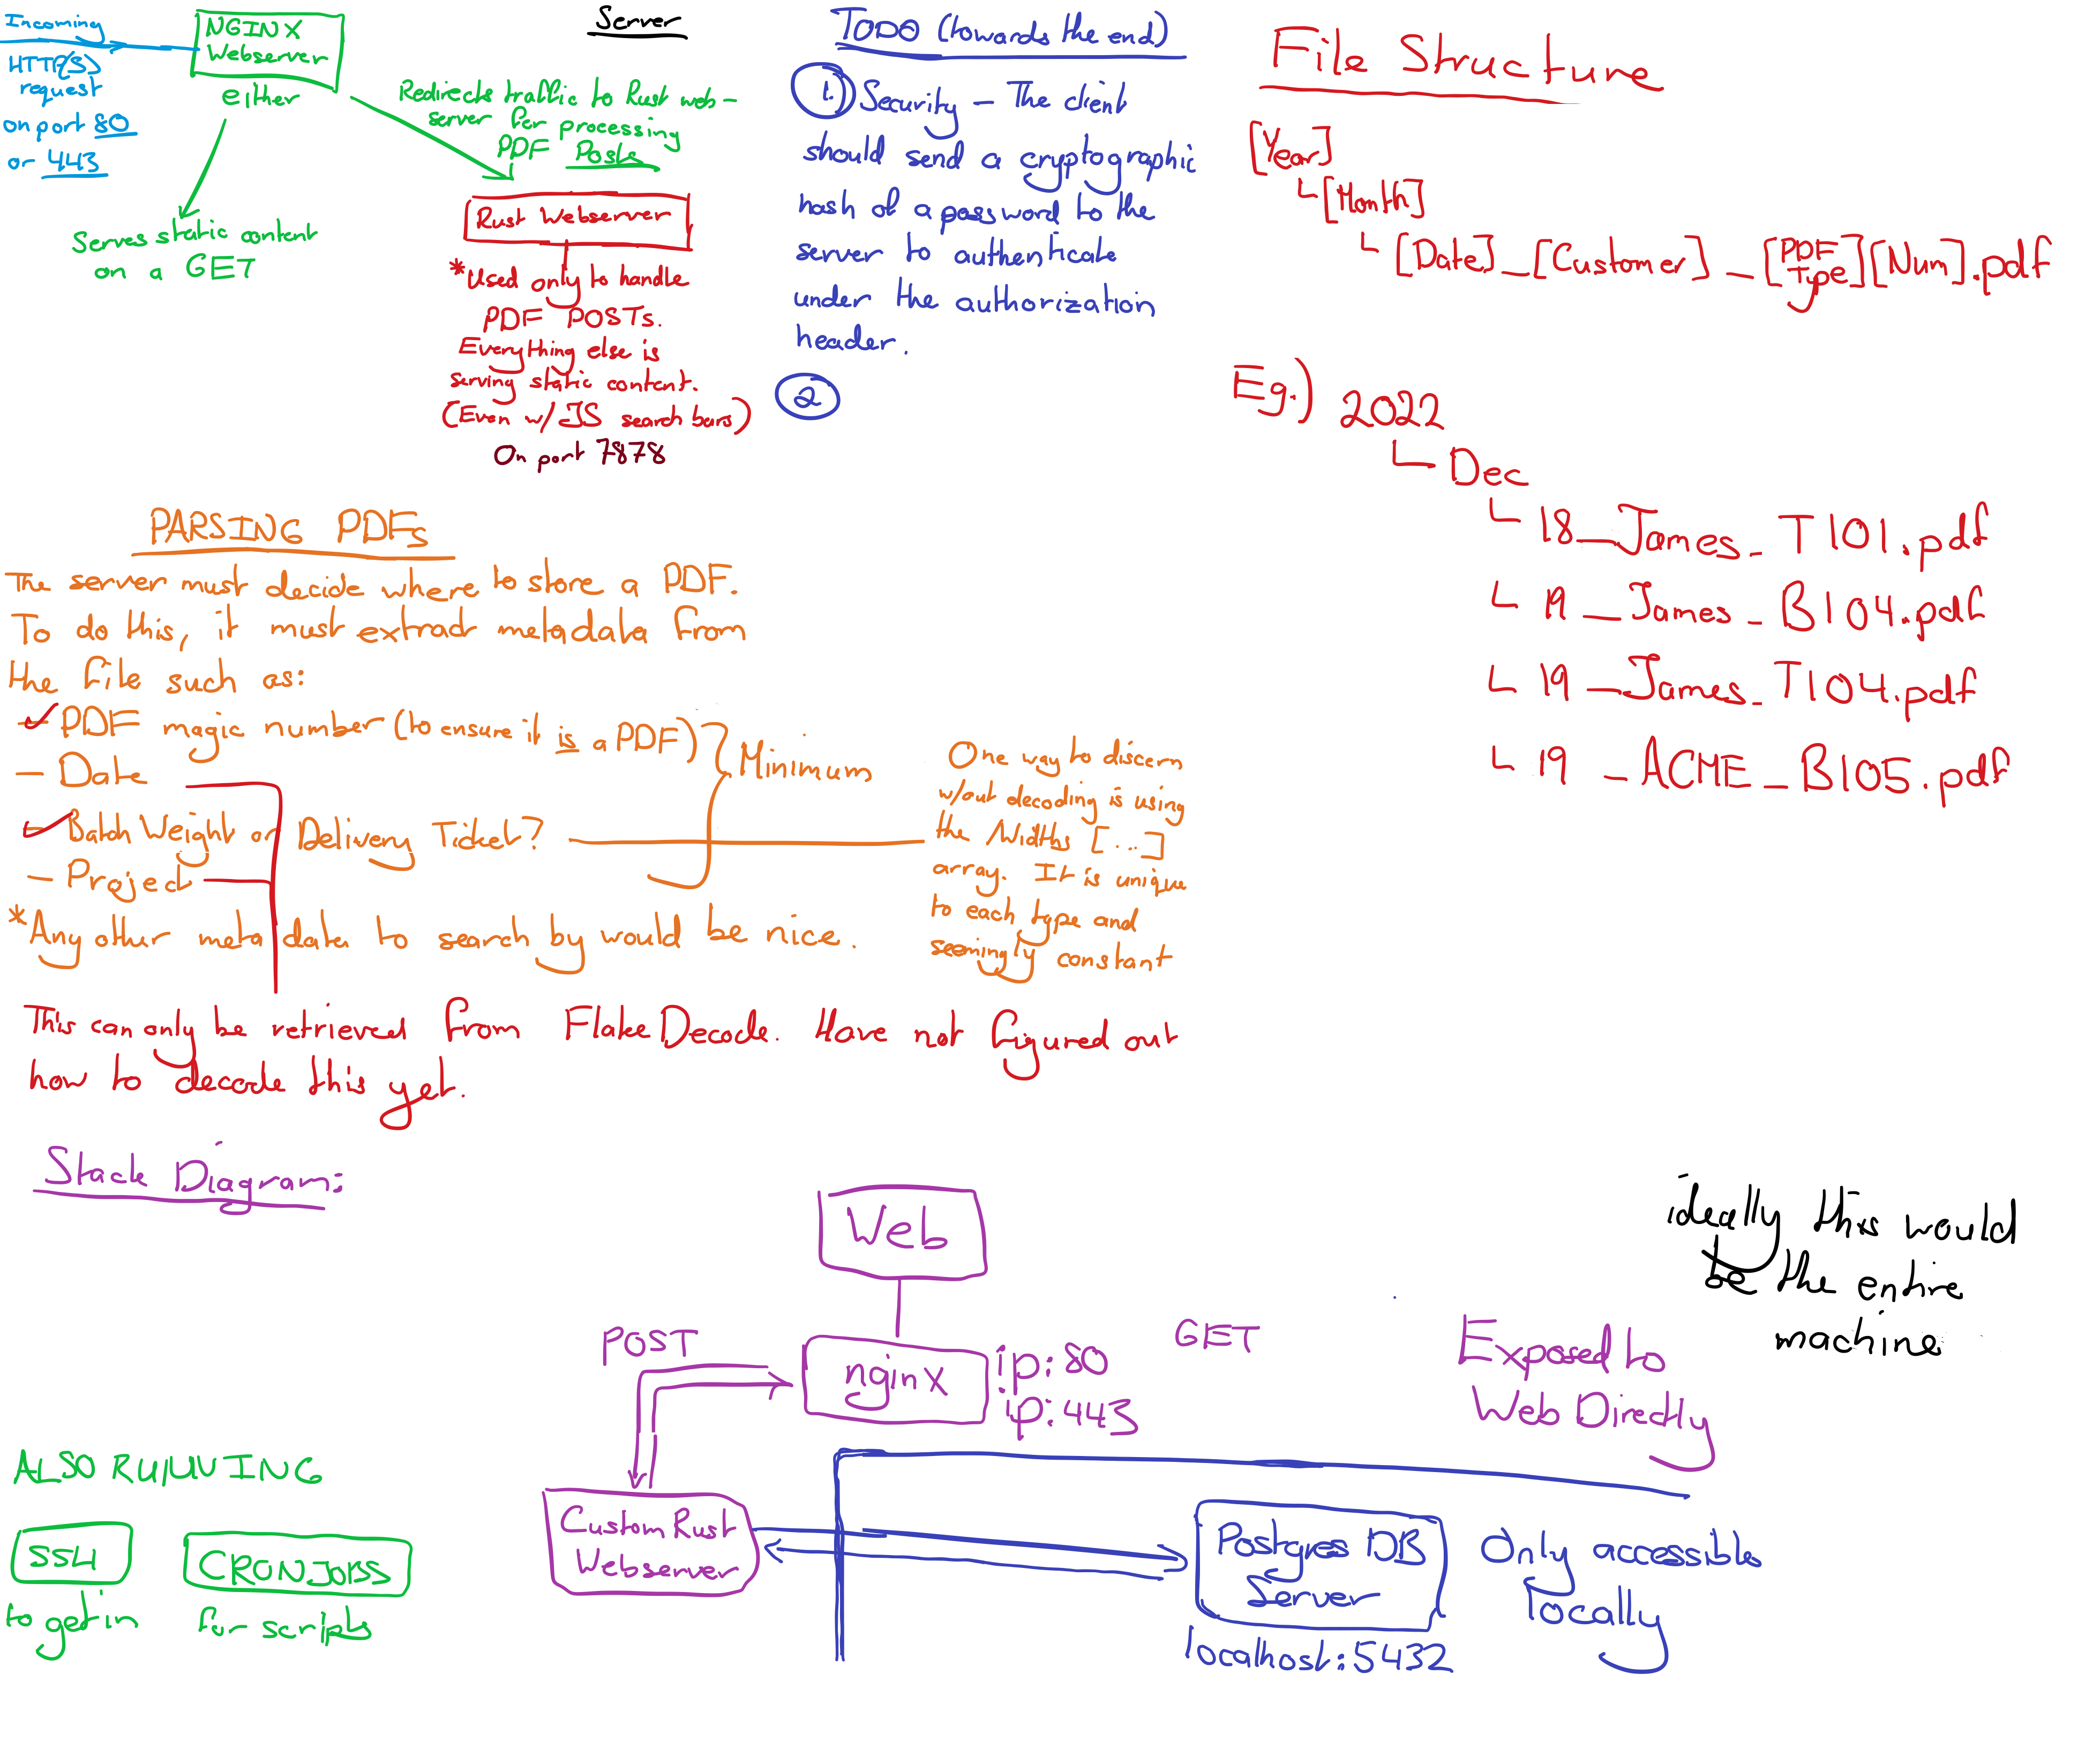 Incoming
HTTP(S)
request
on port 80
or 443
NGINX
Webserver
either
Serves static content
on a GET
Server
Redirects traffic to Rust web-
server for processing
PDF Posts
Rust Webserver
*Used only to handle
PDF POSTs.
Everything else is
serving static content.
(Even w/ JS search bars)
On port 7878
TODO (towards the end)
1. Security - The client
should send a cryptographic
hash of a password to the
server to authenticate
under the authorization
header.
2
File Structure
[Year]
└[Month]
└ [Date]_[Customer]_[PDF Type][Num].pdf
Eg.) 2022
└ Dec
└ 18_James_T101.pdf
└ 19_James_B104.pdf
└ 19_James_T104.pdf
└ 19_ACME_B105.pdf
PARSING PDFs
The server must decide where to store a PDF.
To do this, it must extract metadata from
the file such as:
- PDF magic number (to ensure it is a PDF)
- Date
- Batch Weight or Delivery Ticket?
- Project
Minimum
*Any other meta data to search by would be nice.
One way to discern
w/out decoding is using
the /Widths [...]
array. It is unique
to each type and
seemingly constant
This can only be retrieved from FlateDecode. Have not figured out
how to decode this yet.
Stack Diagram:
Web
POST
nginx
ip:80
ip:443
GET
Exposed to
Web Directly
ideally this would
be the entire
machine
ALSO RUNNING
SSH
to get in
CRONJOBS
for scripts
Custom Rust
Webserver
Postgres DB
Server
localhost:5432
Only accessible
locally